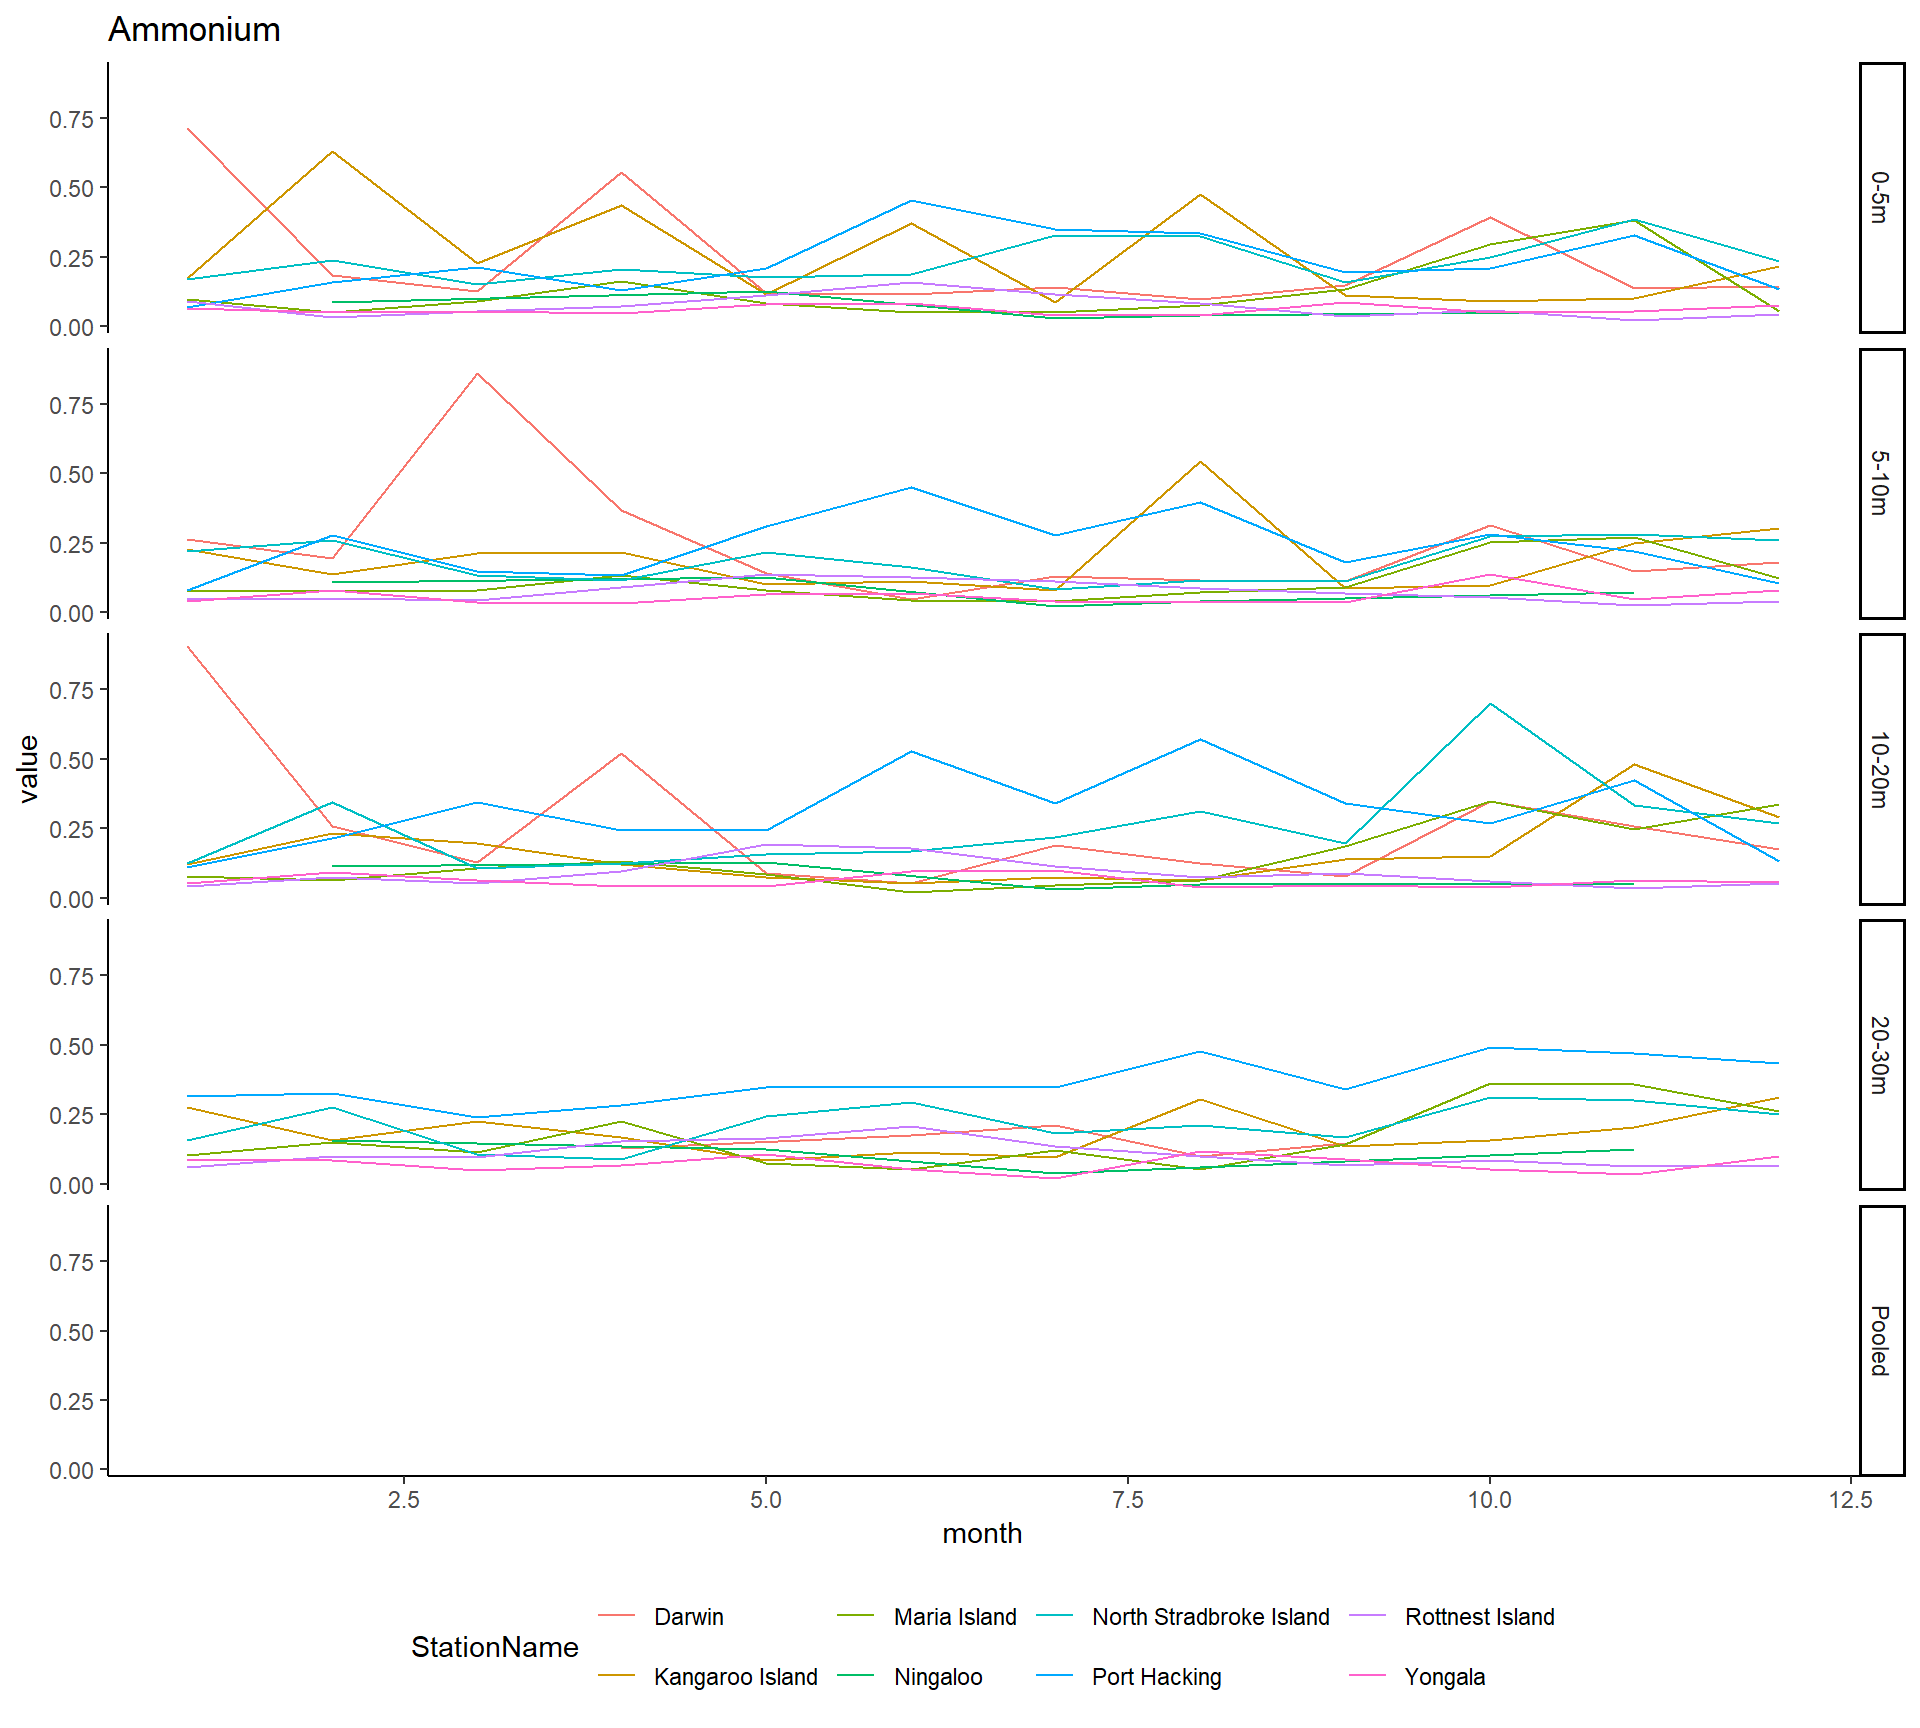 Ammonium
0.75
0.50
0.25
0.00
0-5m
0.75
0.50
0.25
0.00
5-10m
0.75
0.50
0.25
0.00
10-20m
value
0.75
0.50
0.25
0.00
20-30m
0.75
0.50
0.25
0.00
Pooled
2.5 5.0 7.5 10.0 12.5
month
StationName
Darwin Maria Island North Stradbroke Island Rottnest Island
Kangaroo Island Ningaloo Port Hacking Yongala